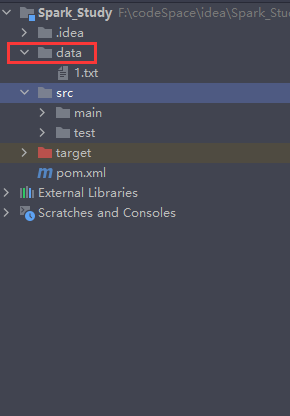 Spark_Study F:\codeSpace\idea\Spark_Stu
.idea
data
1.txt
src
main
test
target
pom.xml
External Libraries
Scratches and Consoles